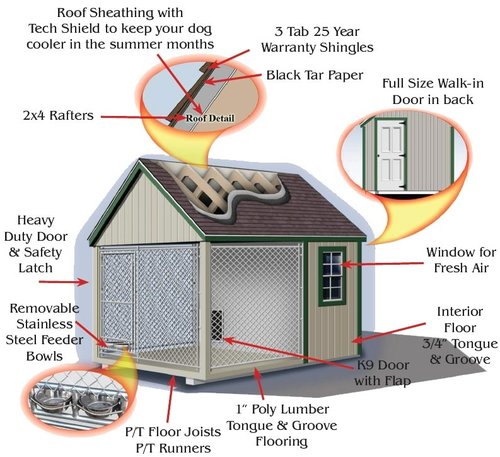 Roof Sheathing with
Tech Shield to keep your dog
cooler in the summer months
3 Tab 25 Year
Warranty Shingles
Black Tar Paper
2x4 Rafters
Roof Detail
Full Size Walk-in
Door in back
Heavy
Duty Door
& Safety
Latch
Window for
Fresh Air
Removable
Stainless
Steel Feeder
Bowls
Interior
Floor
3/4" Tongue
& Groove
K9 Door
with Flap
1" Poly Lumber
Tongue & Groove
Flooring
P/T Floor Joists
P/T Runners